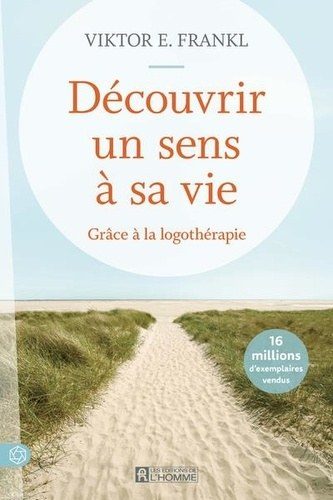 VIKTOR E. FRANKL
Découvrir
un sens
à sa vie
Grâce à la logothérapie
16
millions
d'exemplaires
vendus
LES ÉDITIONS DE
L'HOMME